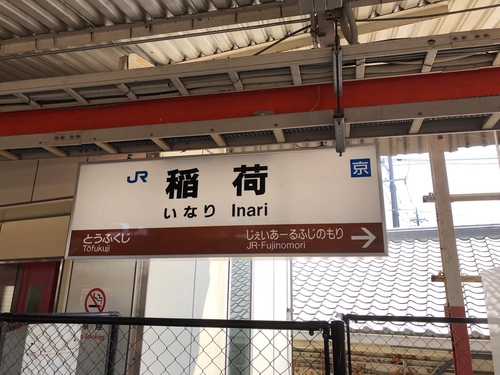 JR
稲荷
京
いなり Inari
とうふくじ
Tōfukuji
じぇいあーるふじのもり
JR-Fujinomori